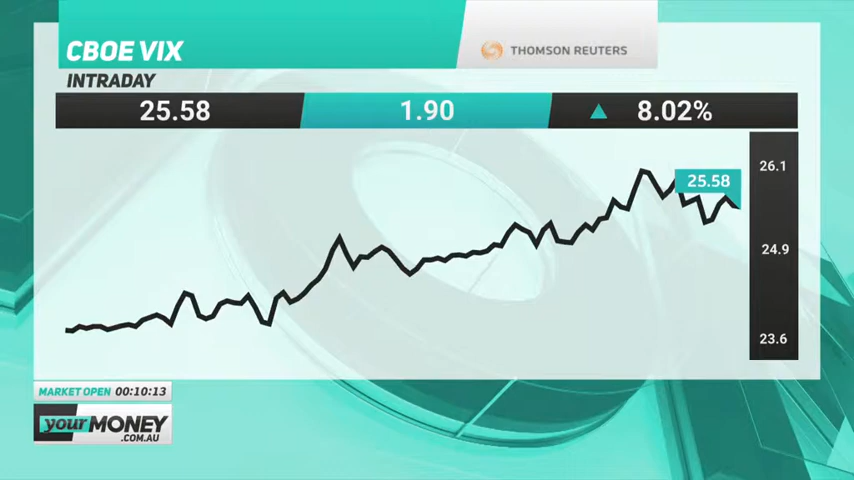 CBOE VIX
THOMSON REUTERS
INTRADAY
25.58 1.90 ▲ 8.02%
26.1
25.58
24.9
23.6
MARKET OPEN 00:10:13
yourMONEY
.COM.AU